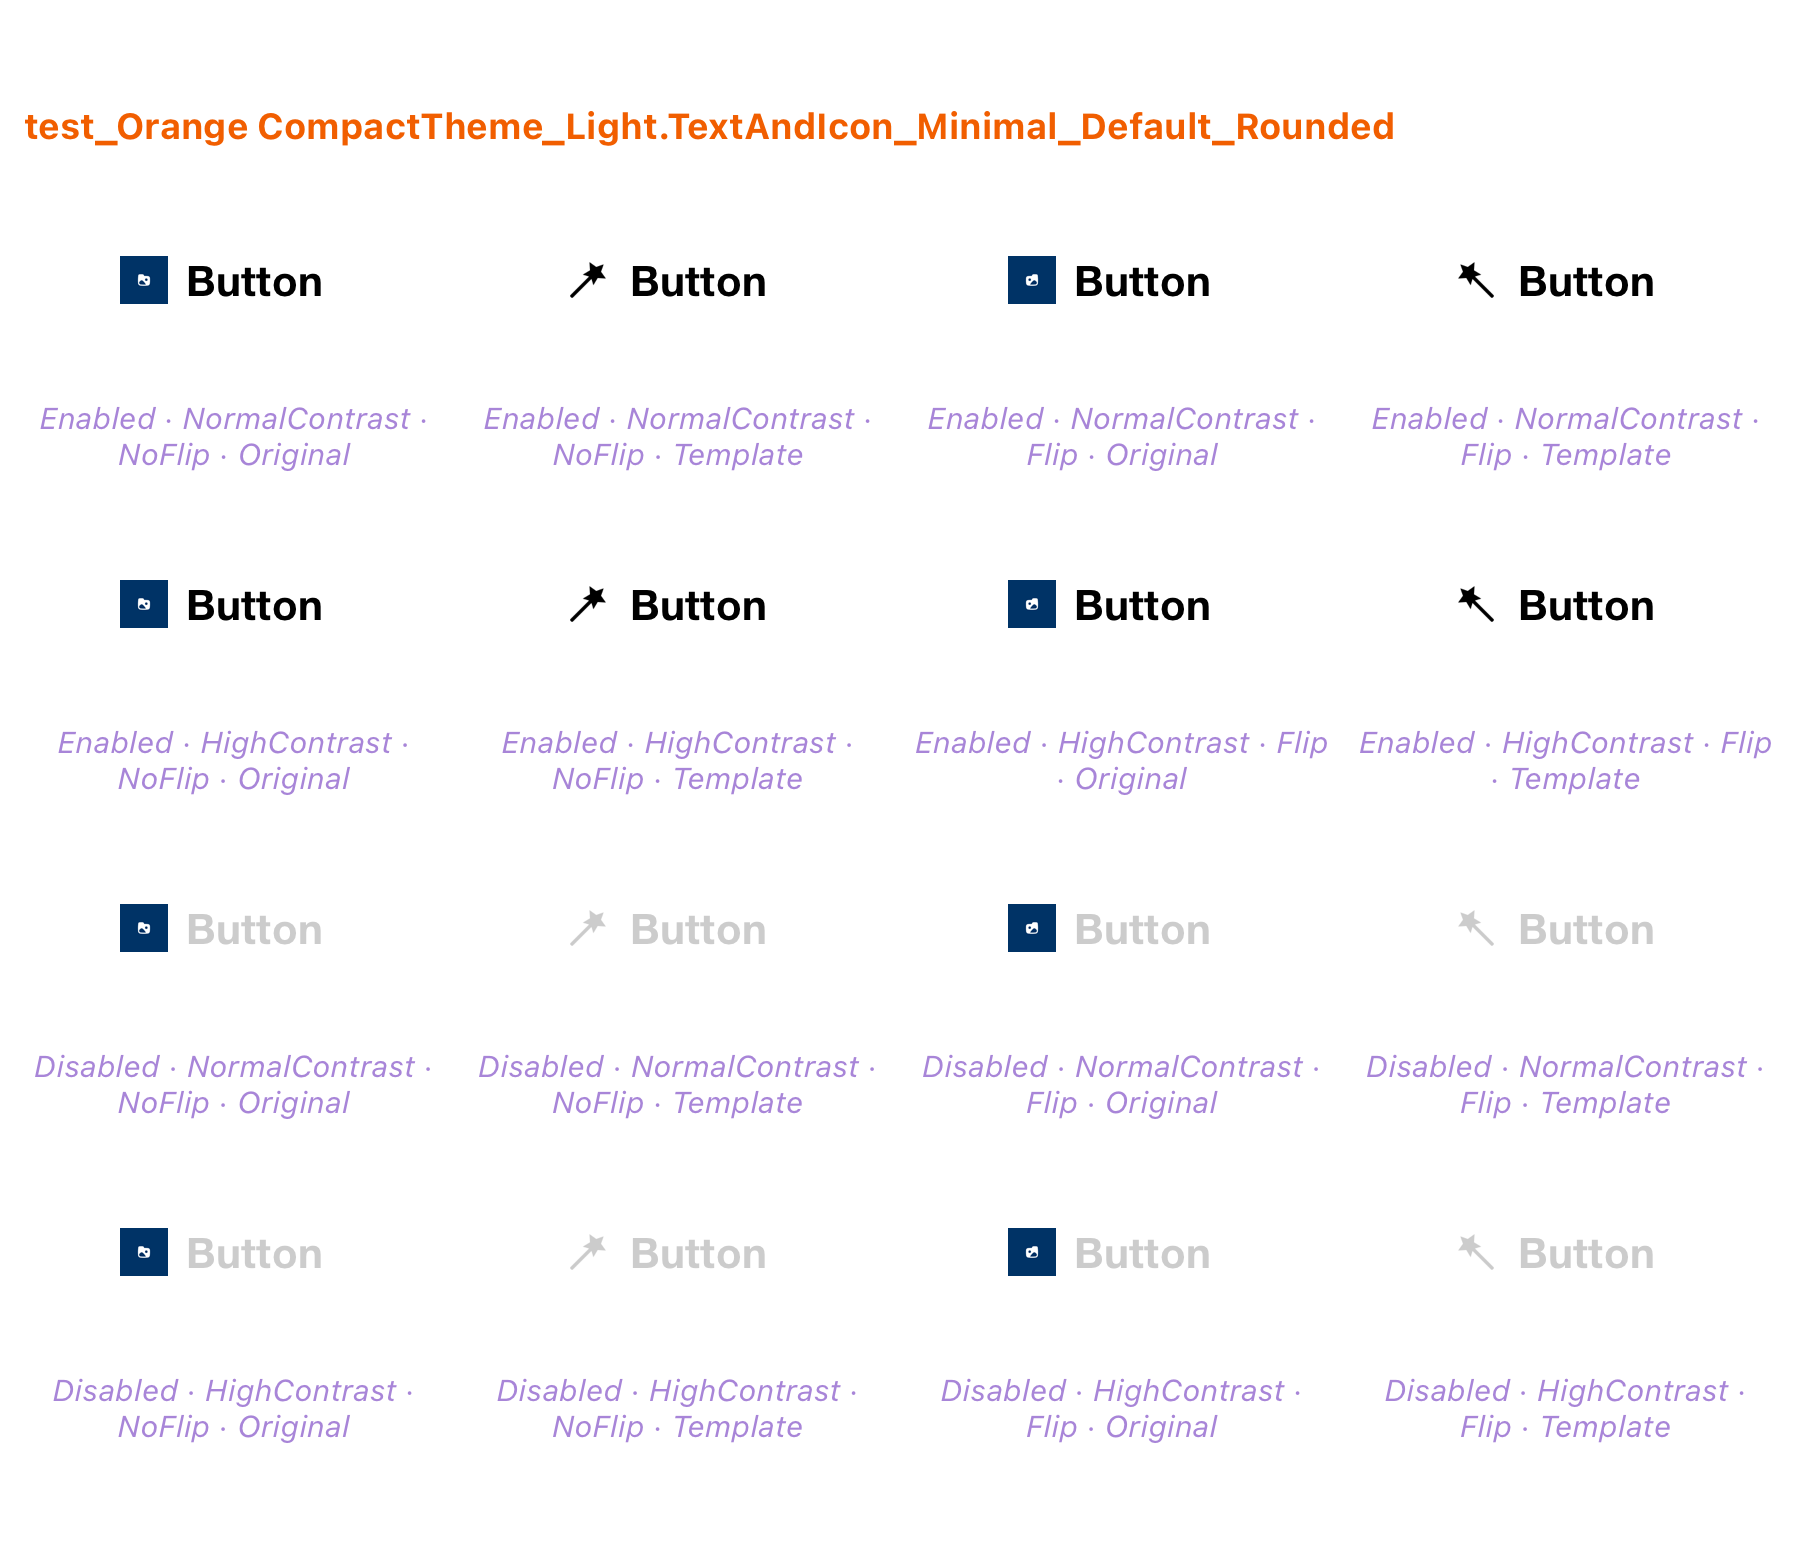 test_Orange CompactTheme_Light.TextAndIcon_Minimal_Default_Rounded
Button
Button
Button
Button
Enabled · NormalContrast ·
NoFlip · Original
Enabled · NormalContrast ·
NoFlip · Template
Enabled · NormalContrast ·
Flip · Original
Enabled · NormalContrast ·
Flip · Template
Button
Button
Button
Button
Enabled · HighContrast ·
NoFlip · Original
Enabled · HighContrast ·
NoFlip · Template
Enabled · HighContrast · Flip
· Original
Enabled · HighContrast · Flip
· Template
Button
Button
Button
Button
Disabled · NormalContrast ·
NoFlip · Original
Disabled · NormalContrast ·
NoFlip · Template
Disabled · NormalContrast ·
Flip · Original
Disabled · NormalContrast ·
Flip · Template
Button
Button
Button
Button
Disabled · HighContrast ·
NoFlip · Original
Disabled · HighContrast ·
NoFlip · Template
Disabled · HighContrast ·
Flip · Original
Disabled · HighContrast ·
Flip · Template